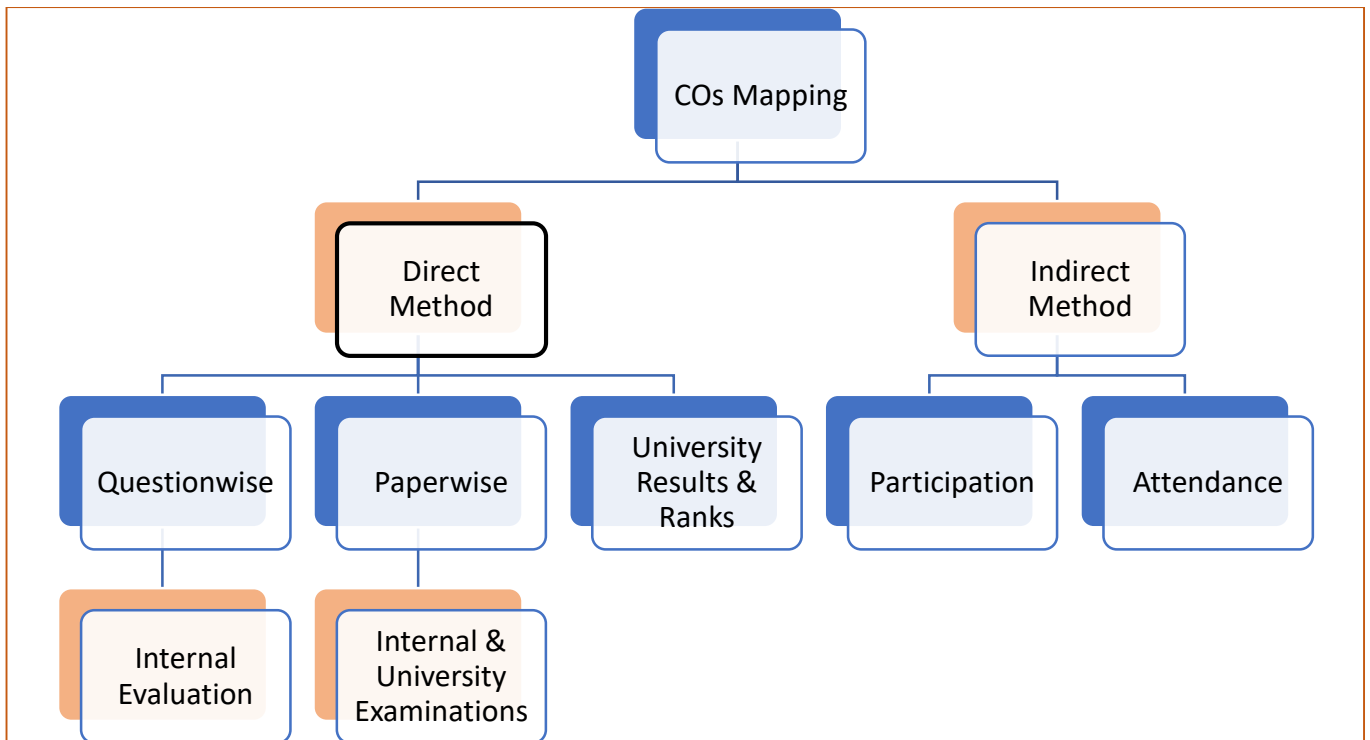 COs Mapping
Direct
Method
Indirect
Method
Questionwise
Paperwise
University
Results &
Ranks
Participation
Attendance
Internal
Evaluation
Internal &
University
Examinations